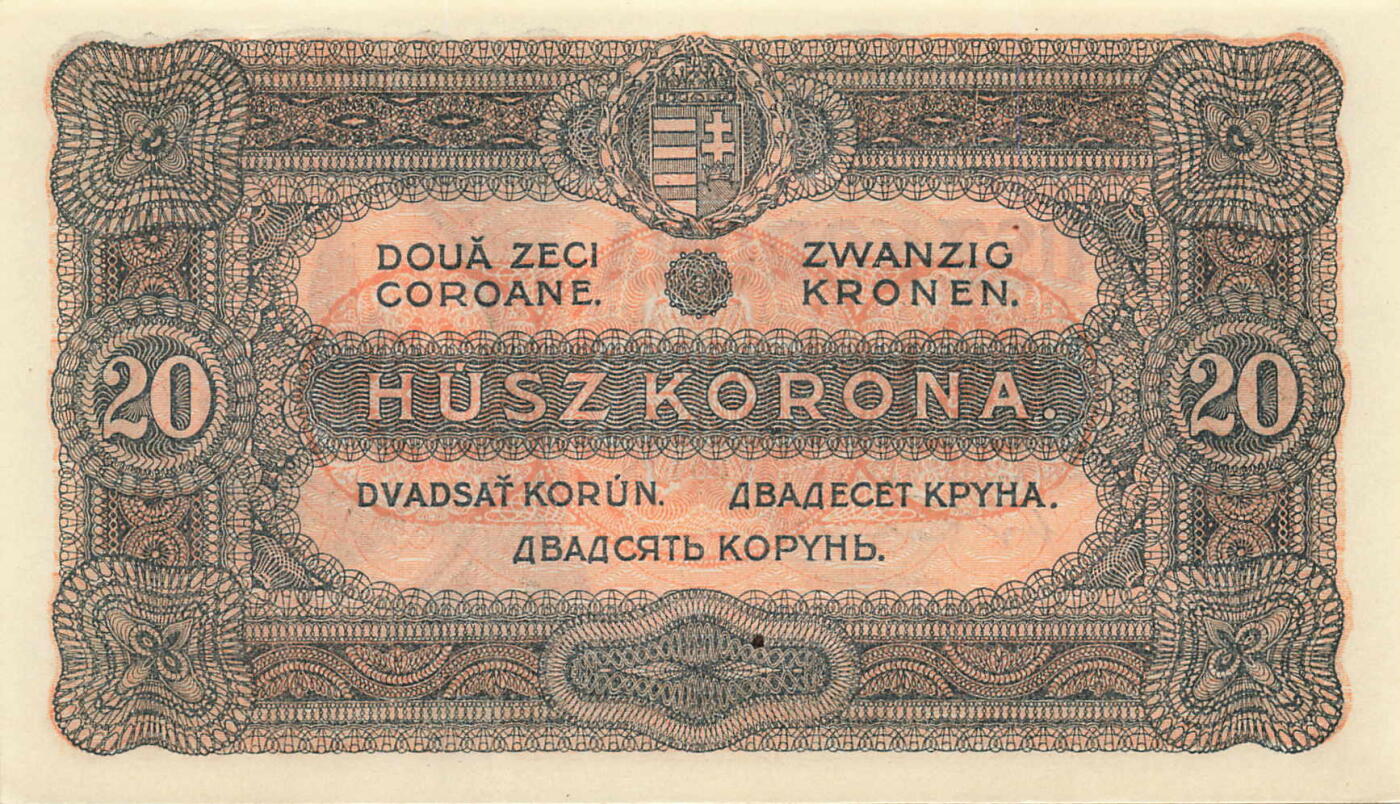 DOUĂ ZECI
COROANE.
ZWANZIG
KRONEN.
20
HÚSZ KORONA.
20
DVADSAŤ KORÚN.
ДВАДЕСЕТ КРУНА.
ДВАДСЯТЬ КОРУНЬ.